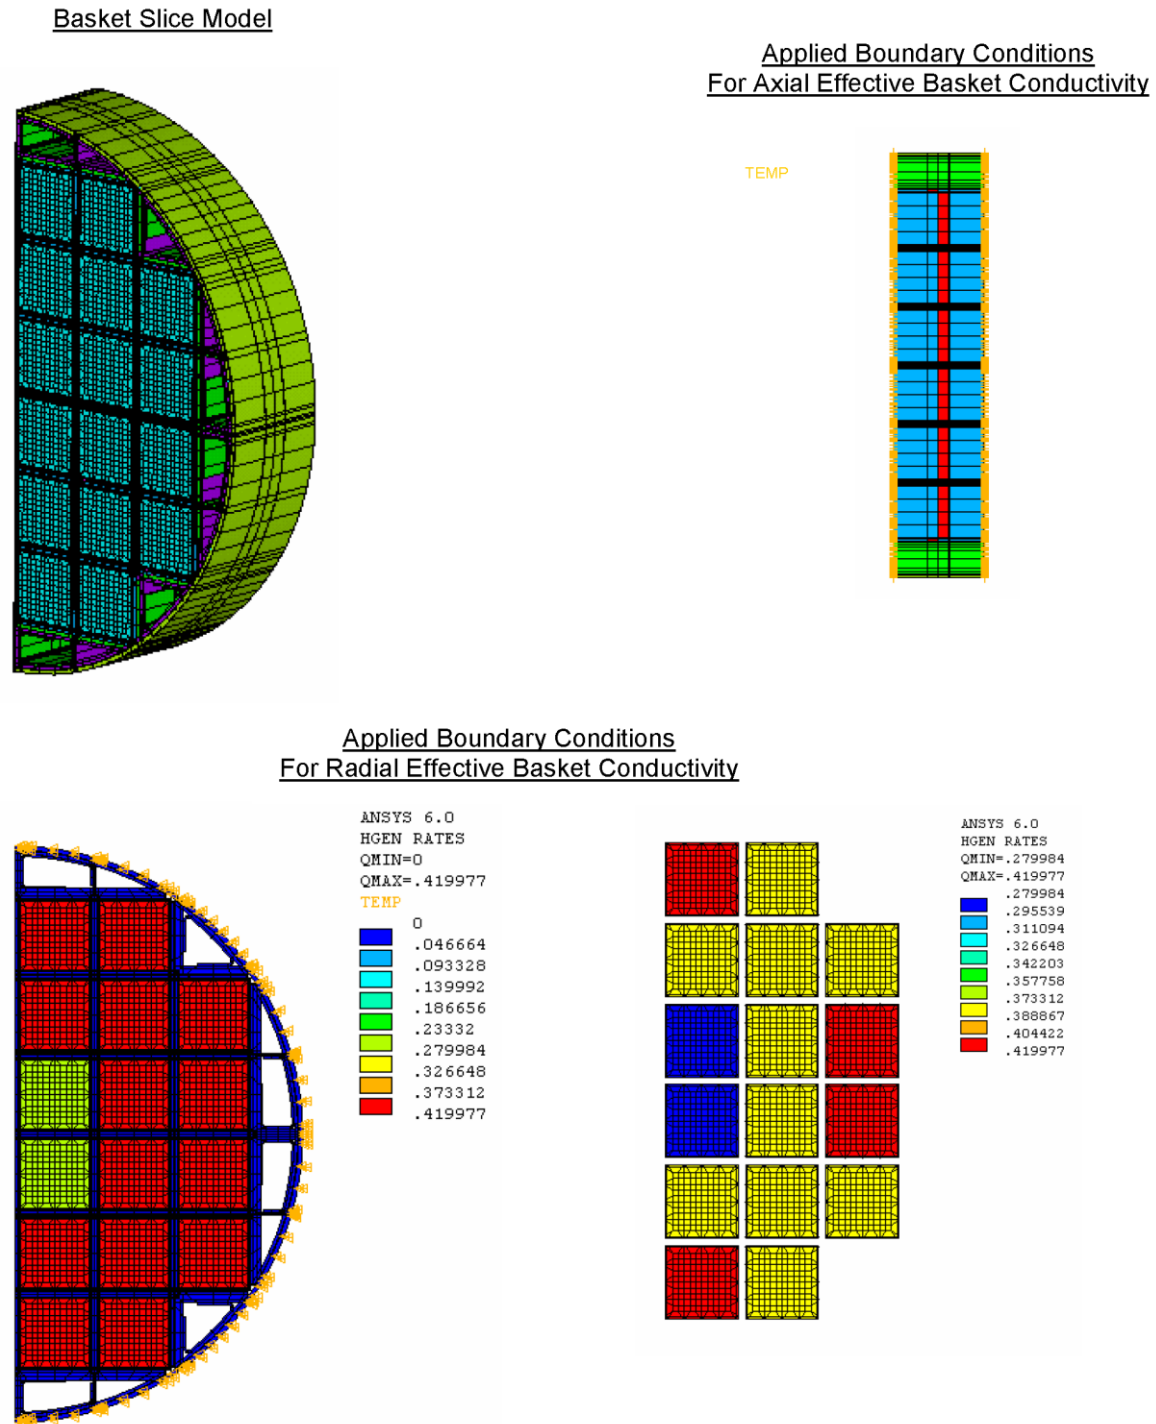 Basket Slice Model
Applied Boundary Conditions
For Axial Effective Basket Conductivity
TEMP
Applied Boundary Conditions
For Radial Effective Basket Conductivity
ANSYS 6.0
HGEN RATES
QMIN=0
QMAX=.419977
TEMP
0
.046664
.093328
.139992
.186656
.23332
.279984
.326648
.373312
.419977
ANSYS 6.0
HGEN RATES
QMIN=.279984
QMAX=.419977
.279984
.295539
.311094
.326648
.342203
.357758
.373312
.388867
.404422
.419977